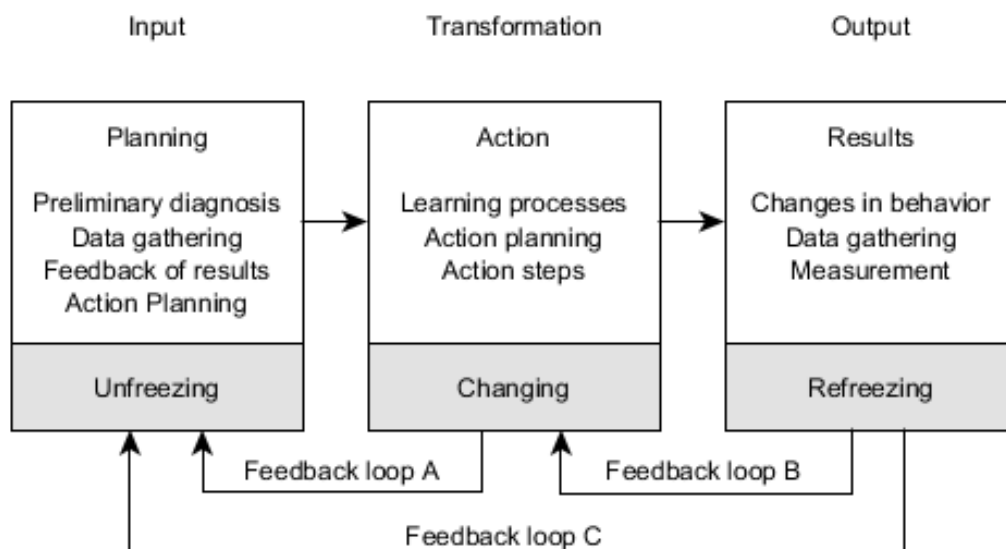 Input
Transformation
Output
Planning
Preliminary diagnosis
Data gathering
Feedback of results
Action Planning
Unfreezing
Action
Learning processes
Action planning
Action steps
Changing
Results
Changes in behavior
Data gathering
Measurement
Refreezing
Feedback loop A
Feedback loop B
Feedback loop C